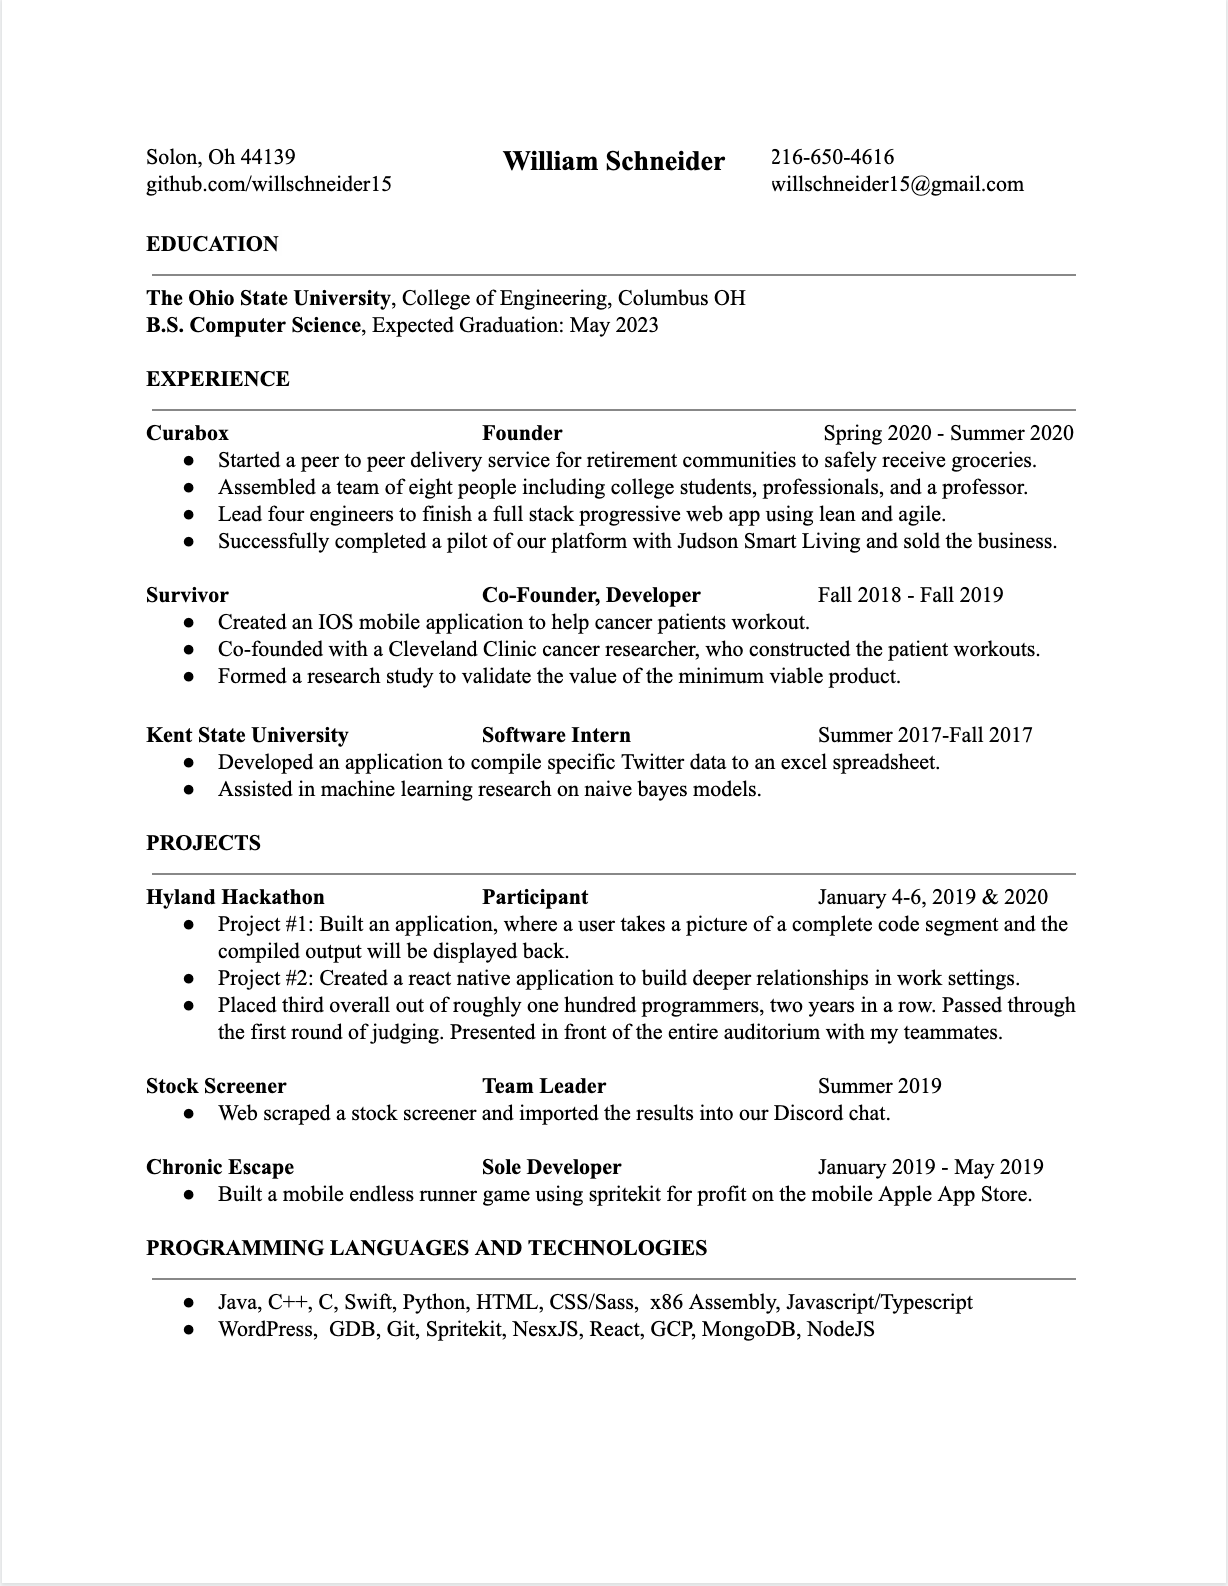 Solon, Oh 44139 William Schneider 216-650-4616
github.com/willschneider15 willschneider15@gmail.com
EDUCATION
The Ohio State University, College of Engineering, Columbus OH
B.S. Computer Science, Expected Graduation: May 2023
EXPERIENCE
Curabox Founder Spring 2020 - Summer 2020
● Started a peer to peer delivery service for retirement communities to safely receive groceries.
● Assembled a team of eight people including college students, professionals, and a professor.
● Lead four engineers to finish a full stack progressive web app using lean and agile.
● Successfully completed a pilot of our platform with Judson Smart Living and sold the business.
Survivor Co-Founder, Developer Fall 2018 - Fall 2019
● Created an IOS mobile application to help cancer patients workout.
● Co-founded with a Cleveland Clinic cancer researcher, who constructed the patient workouts.
● Formed a research study to validate the value of the minimum viable product.
Kent State University Software Intern Summer 2017-Fall 2017
● Developed an application to compile specific Twitter data to an excel spreadsheet.
● Assisted in machine learning research on naive bayes models.
PROJECTS
Hyland Hackathon Participant January 4-6, 2019 & 2020
● Project #1: Built an application, where a user takes a picture of a complete code segment and the
compiled output will be displayed back.
● Project #2: Created a react native application to build deeper relationships in work settings.
● Placed third overall out of roughly one hundred programmers, two years in a row. Passed through
the first round of judging. Presented in front of the entire auditorium with my teammates.
Stock Screener Team Leader Summer 2019
● Web scraped a stock screener and imported the results into our Discord chat.
Chronic Escape Sole Developer January 2019 - May 2019
● Built a mobile endless runner game using spritekit for profit on the mobile Apple App Store.
PROGRAMMING LANGUAGES AND TECHNOLOGIES
● Java, C++, C, Swift, Python, HTML, CSS/Sass, x86 Assembly, Javascript/Typescript
● WordPress, GDB, Git, Spritekit, NesxJS, React, GCP, MongoDB, NodeJS